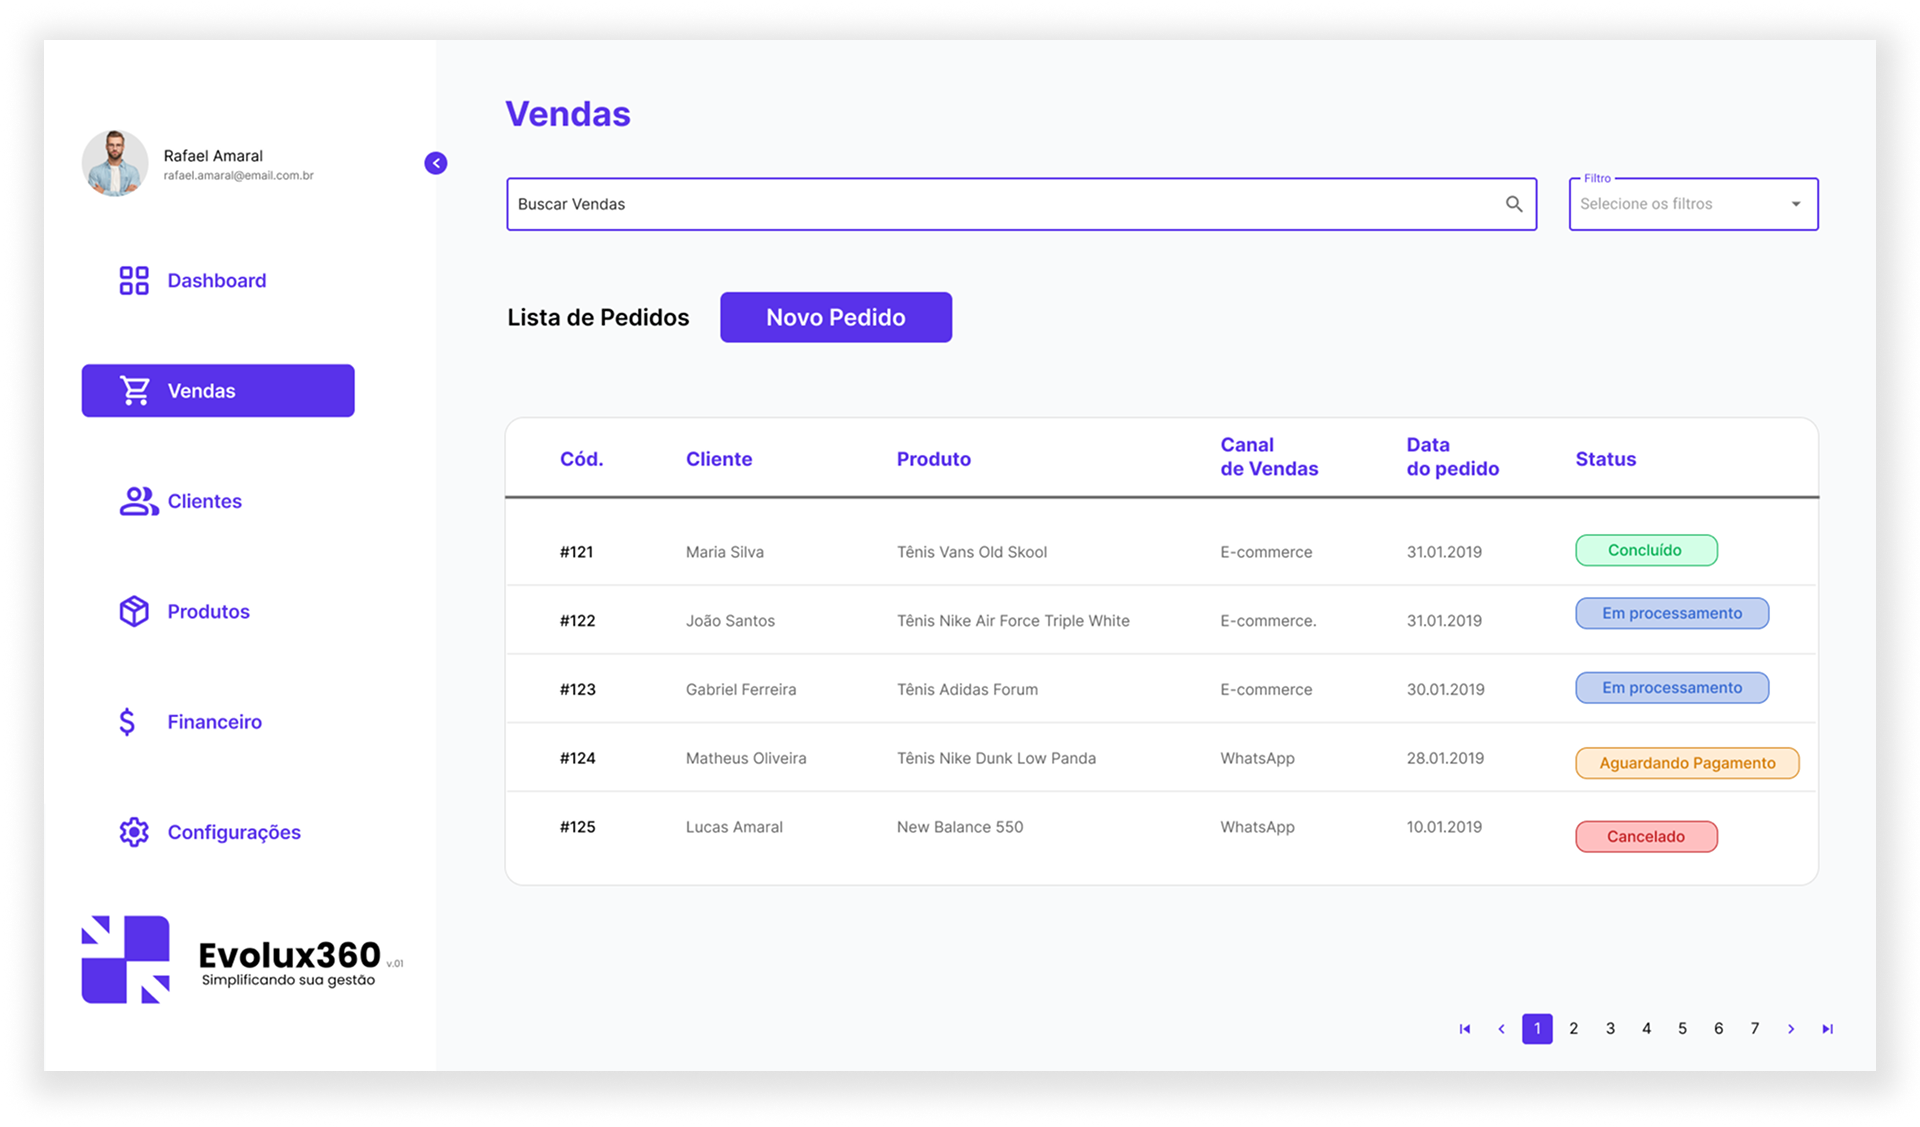 Rafael Amaral
rafael.amaral@email.com.br
Dashboard
Vendas
Clientes
Produtos
Financeiro
Configurações
Evolux360 v.01
Simplificando sua gestão
Vendas
Buscar Vendas
Filtro
Selecione os filtros
Lista de Pedidos
Novo Pedido
Cód. Cliente Produto Canal de Vendas Data do pedido Status
#121 Maria Silva Tênis Vans Old Skool E-commerce 31.01.2019 Concluído
#122 João Santos Tênis Nike Air Force Triple White E-commerce. 31.01.2019 Em processamento
#123 Gabriel Ferreira Tênis Adidas Forum E-commerce 30.01.2019 Em processamento
#124 Matheus Oliveira Tênis Nike Dunk Low Panda WhatsApp 28.01.2019 Aguardando Pagamento
#125 Lucas Amaral New Balance 550 WhatsApp 10.01.2019 Cancelado
1 2 3 4 5 6 7